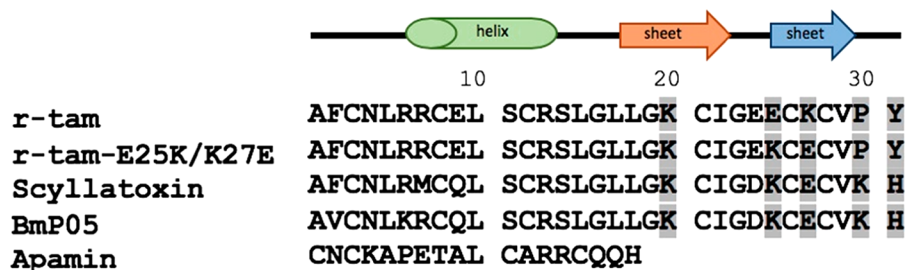 helix sheet sheet
10 20 30
r-tam AFCNLRRCEL SCRSLGLLGK CIGEECKCVP Y
r-tam-E25K/K27E AFCNLRRCEL SCRSLGLLGK CIGEKCECVP Y
Scyllatoxin AFCNLRMCQL SCRSLGLLGK CIGDKCECVK H
BmP05 AVCNLKRCQL SCRSLGLLGK CIGDKCECVK H
Apamin CNCKAPETAL CARRCQQH